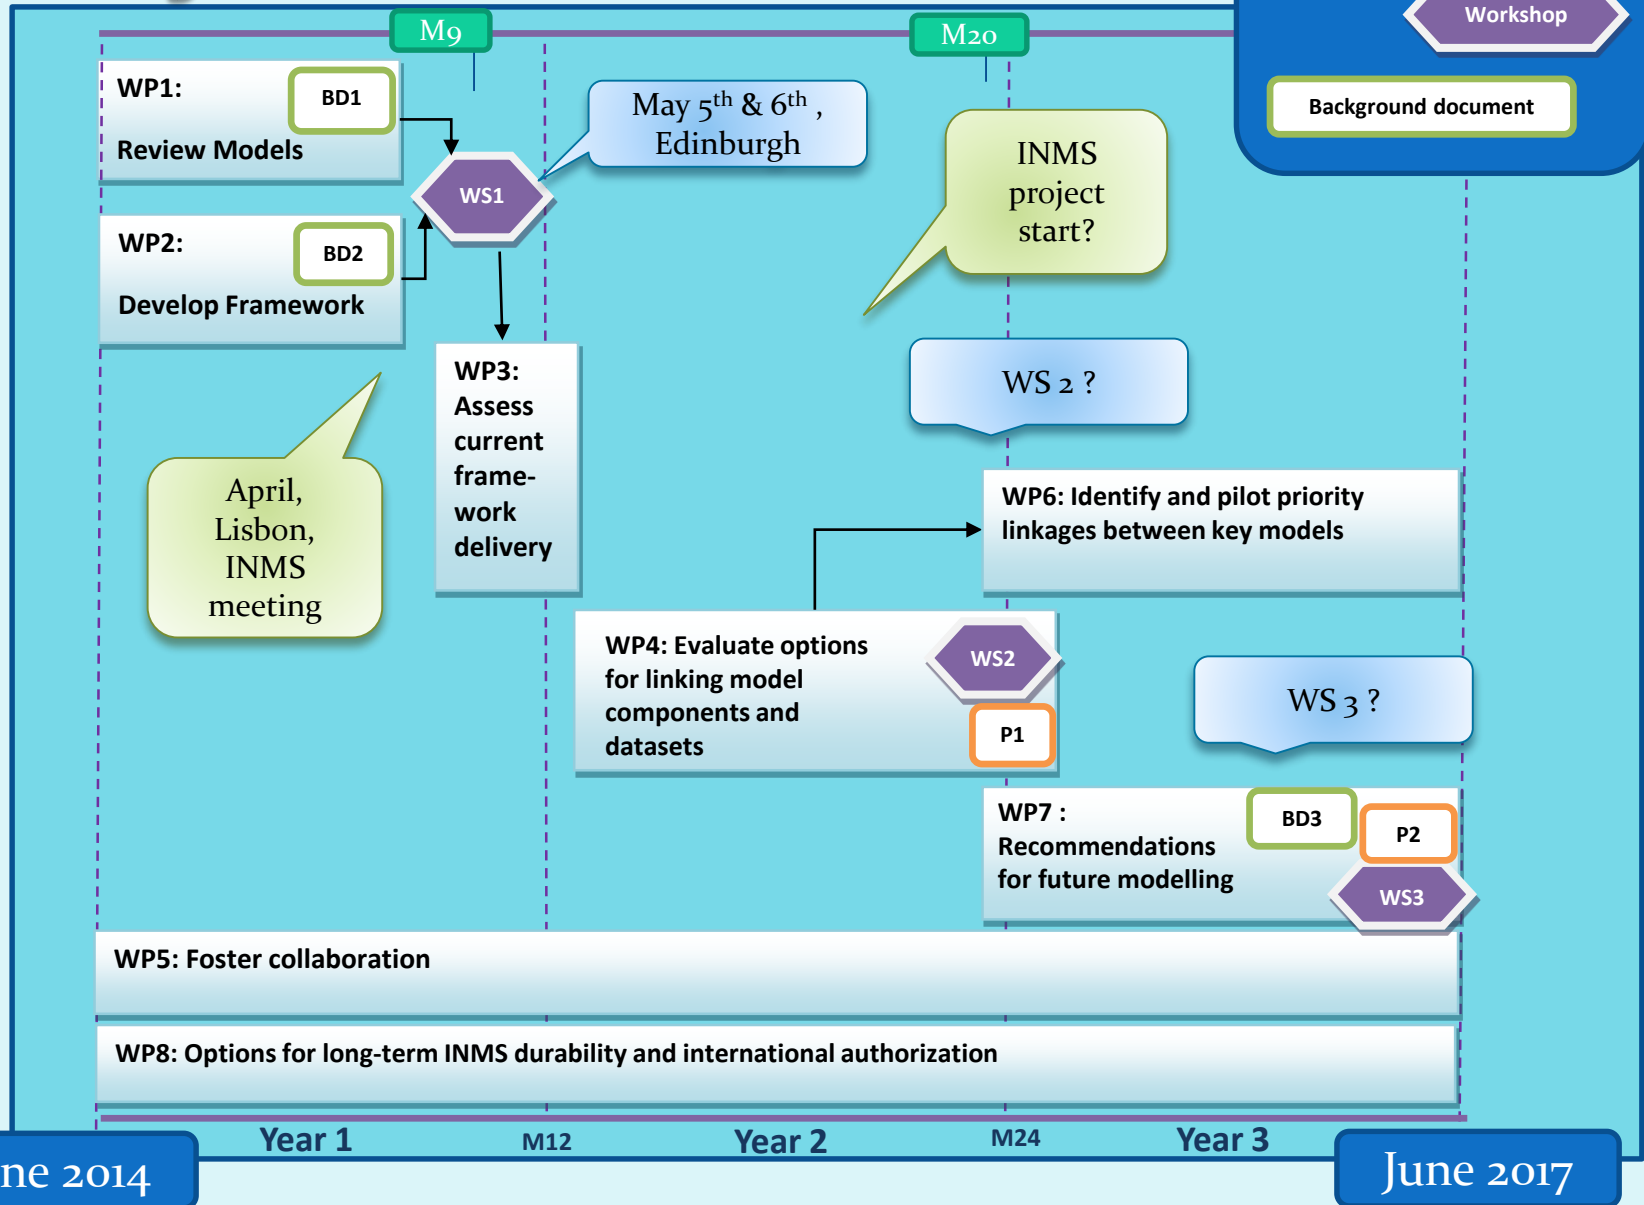 M9
M20
Workshop
Background document
WP1:
BD1
Review Models
May 5th & 6th ,
Edinburgh
INMS
project
start?
WS1
WP2:
BD2
Develop Framework
WP3:
Assess
current
frame-
work
delivery
WS 2 ?
April,
Lisbon,
INMS
meeting
WP6: Identify and pilot priority
linkages between key models
WP4: Evaluate options
for linking model
components and
datasets
WS2
P1
WS 3 ?
WP7 :
Recommendations
for future modelling
BD3
P2
WS3
WP5: Foster collaboration
WP8: Options for long-term INMS durability and international authorization
Year 1
M12
Year 2
M24
Year 3
ne 2014
June 2017